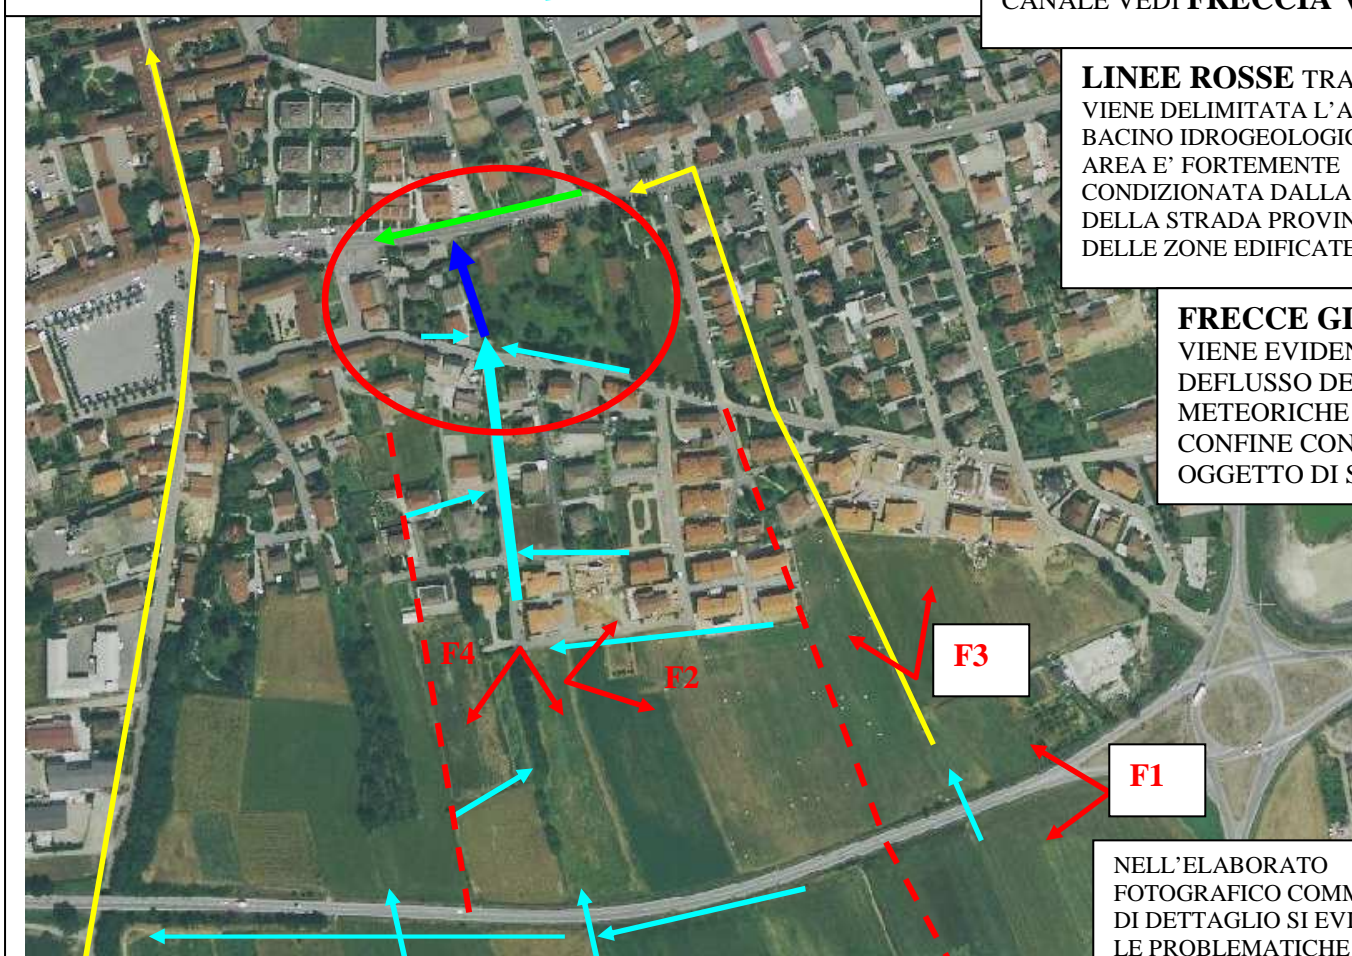 CANALE VEDI FRECCIA
LINEE ROSSE TRA
VIENE DELIMITATA L'A
BACINO IDROGEOLOGIC
AREA E' FORTEMENTE
CONDIZIONATA DALLA
DELLA STRADA PROVIN
DELLE ZONE EDIFICATE
FRECCE GI
VIENE EVIDEN
DEFLUSSO DE
METEORICHE
CONFINE CON
OGGETTO DI S
F4
F2
F3
F1
NELL'ELABORATO
FOTOGRAFICO COMM
DI DETTAGLIO SI EVI
LE PROBLEMATICHE